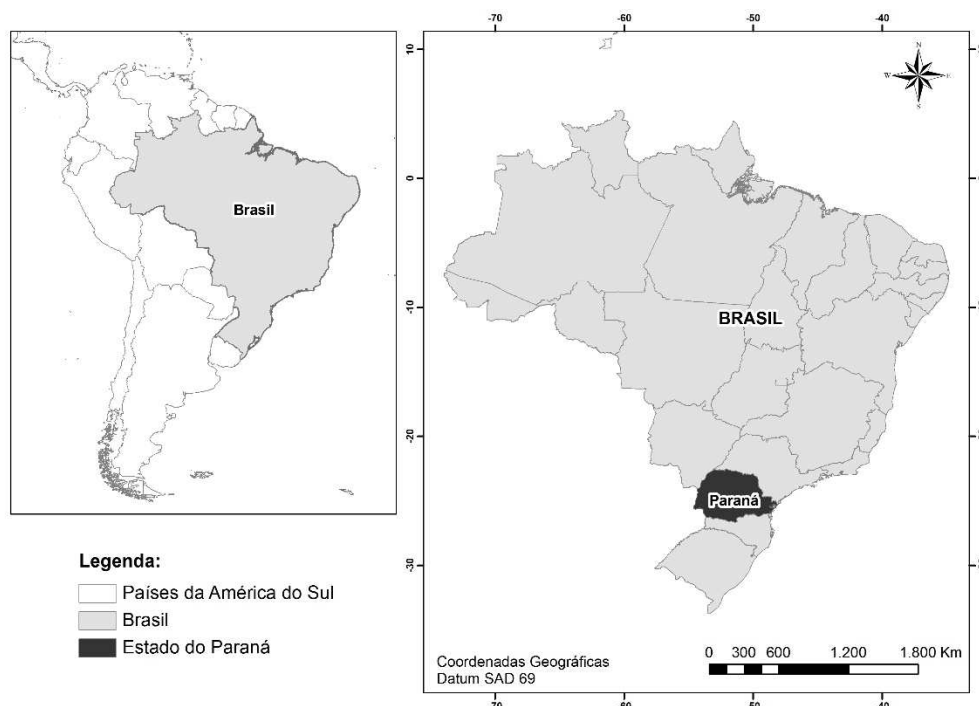 Brasil
Legenda:
Países da América do Sul
Brasil
Estado do Paraná
-70 -60 -50 -40
10
0
-10
-20
-30
N
W E
S
BRASIL
Paraná
Coordenadas Geográficas
Datum SAD 69
0 300 600 1.200 1.800 Km
-70 -60 -50 -40